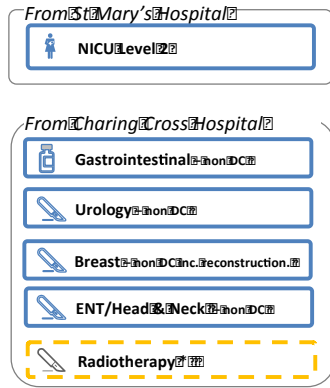 From St Mary's Hospital
NICU Level 2
From Charing Cross Hospital
Gastrointestinal – non DC
Urology – non DC
Breast – non DC inc. reconstruction.
ENT/Head & Neck – non DC
Radiotherapy *